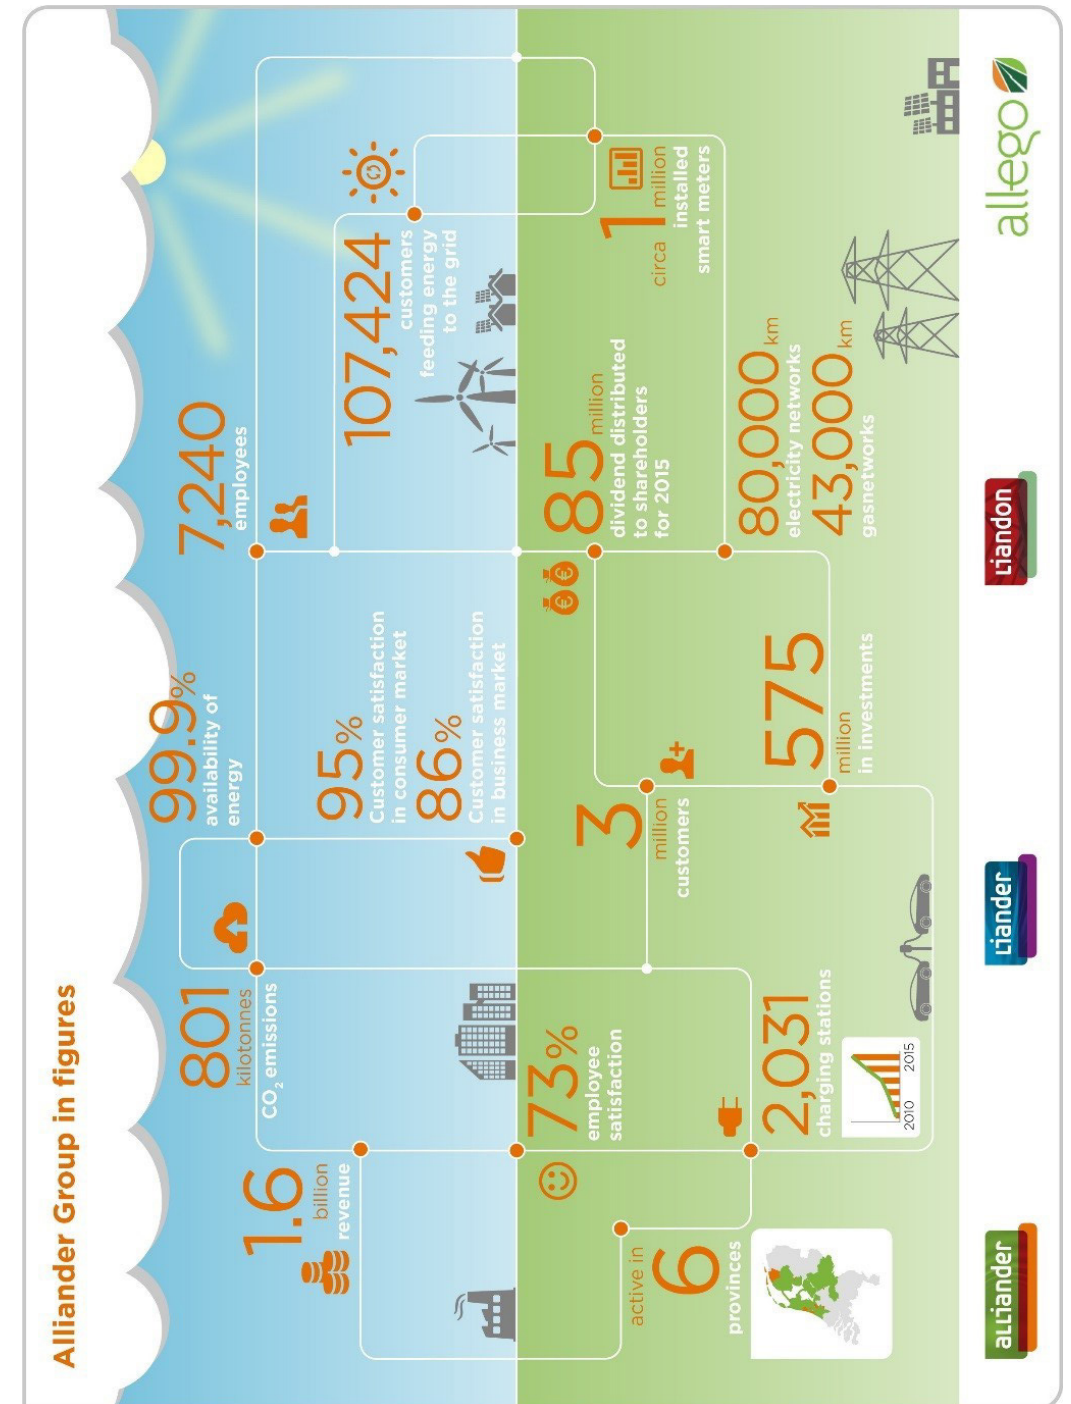 Alliander Group in figures
1.6
billion
revenue
801
kilotonnes
CO₂ emissions
99.9%
availability of
energy
7,240
employees
95%
Customer satisfaction
in consumer market
86%
Customer satisfaction
in business market
107,424
customers
feeding energy
to the grid
active in
6
provinces
73%
employee
satisfaction
2,031
charging stations
2010 2015
3
million
customers
575
million
in investments
85
million
dividend distributed
to shareholders
for 2015
80,000 km
electricity networks
43,000 km
gasnetworks
circa 1 million
installed
smart meters
alliander
Liander
Liandon
allego